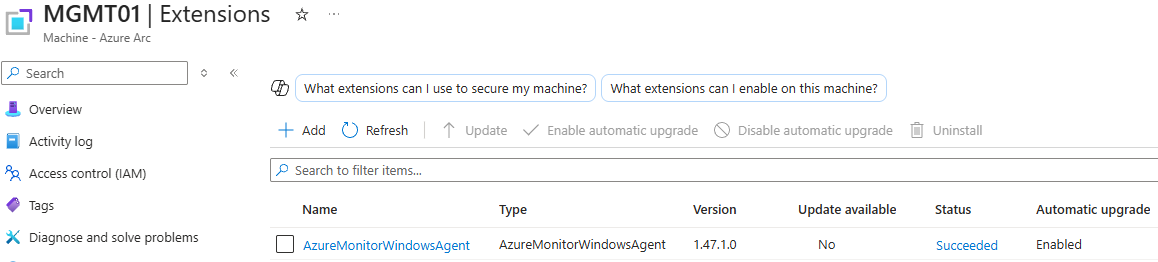 MGMT01 | Extensions
Machine - Azure Arc
Search
Overview
Activity log
Access control (IAM)
Tags
Diagnose and solve problems
What extensions can I use to secure my machine? What extensions can I enable on this machine?
Add Refresh Update Enable automatic upgrade Disable automatic upgrade Uninstall
Search to filter items...
Name Type Version Update available Status Automatic upgrade
AzureMonitorWindowsAgent AzureMonitorWindowsAgent 1.47.1.0 No Succeeded Enabled